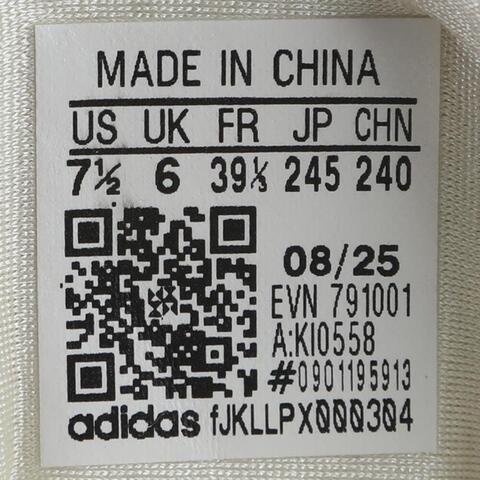 MADE IN CHINA
US UK FR JP CHN
7½ 6 39⅓ 245 240
08/25
EVN 791001
A:KI0558
#0901195913
adidas fJKLLPX000304